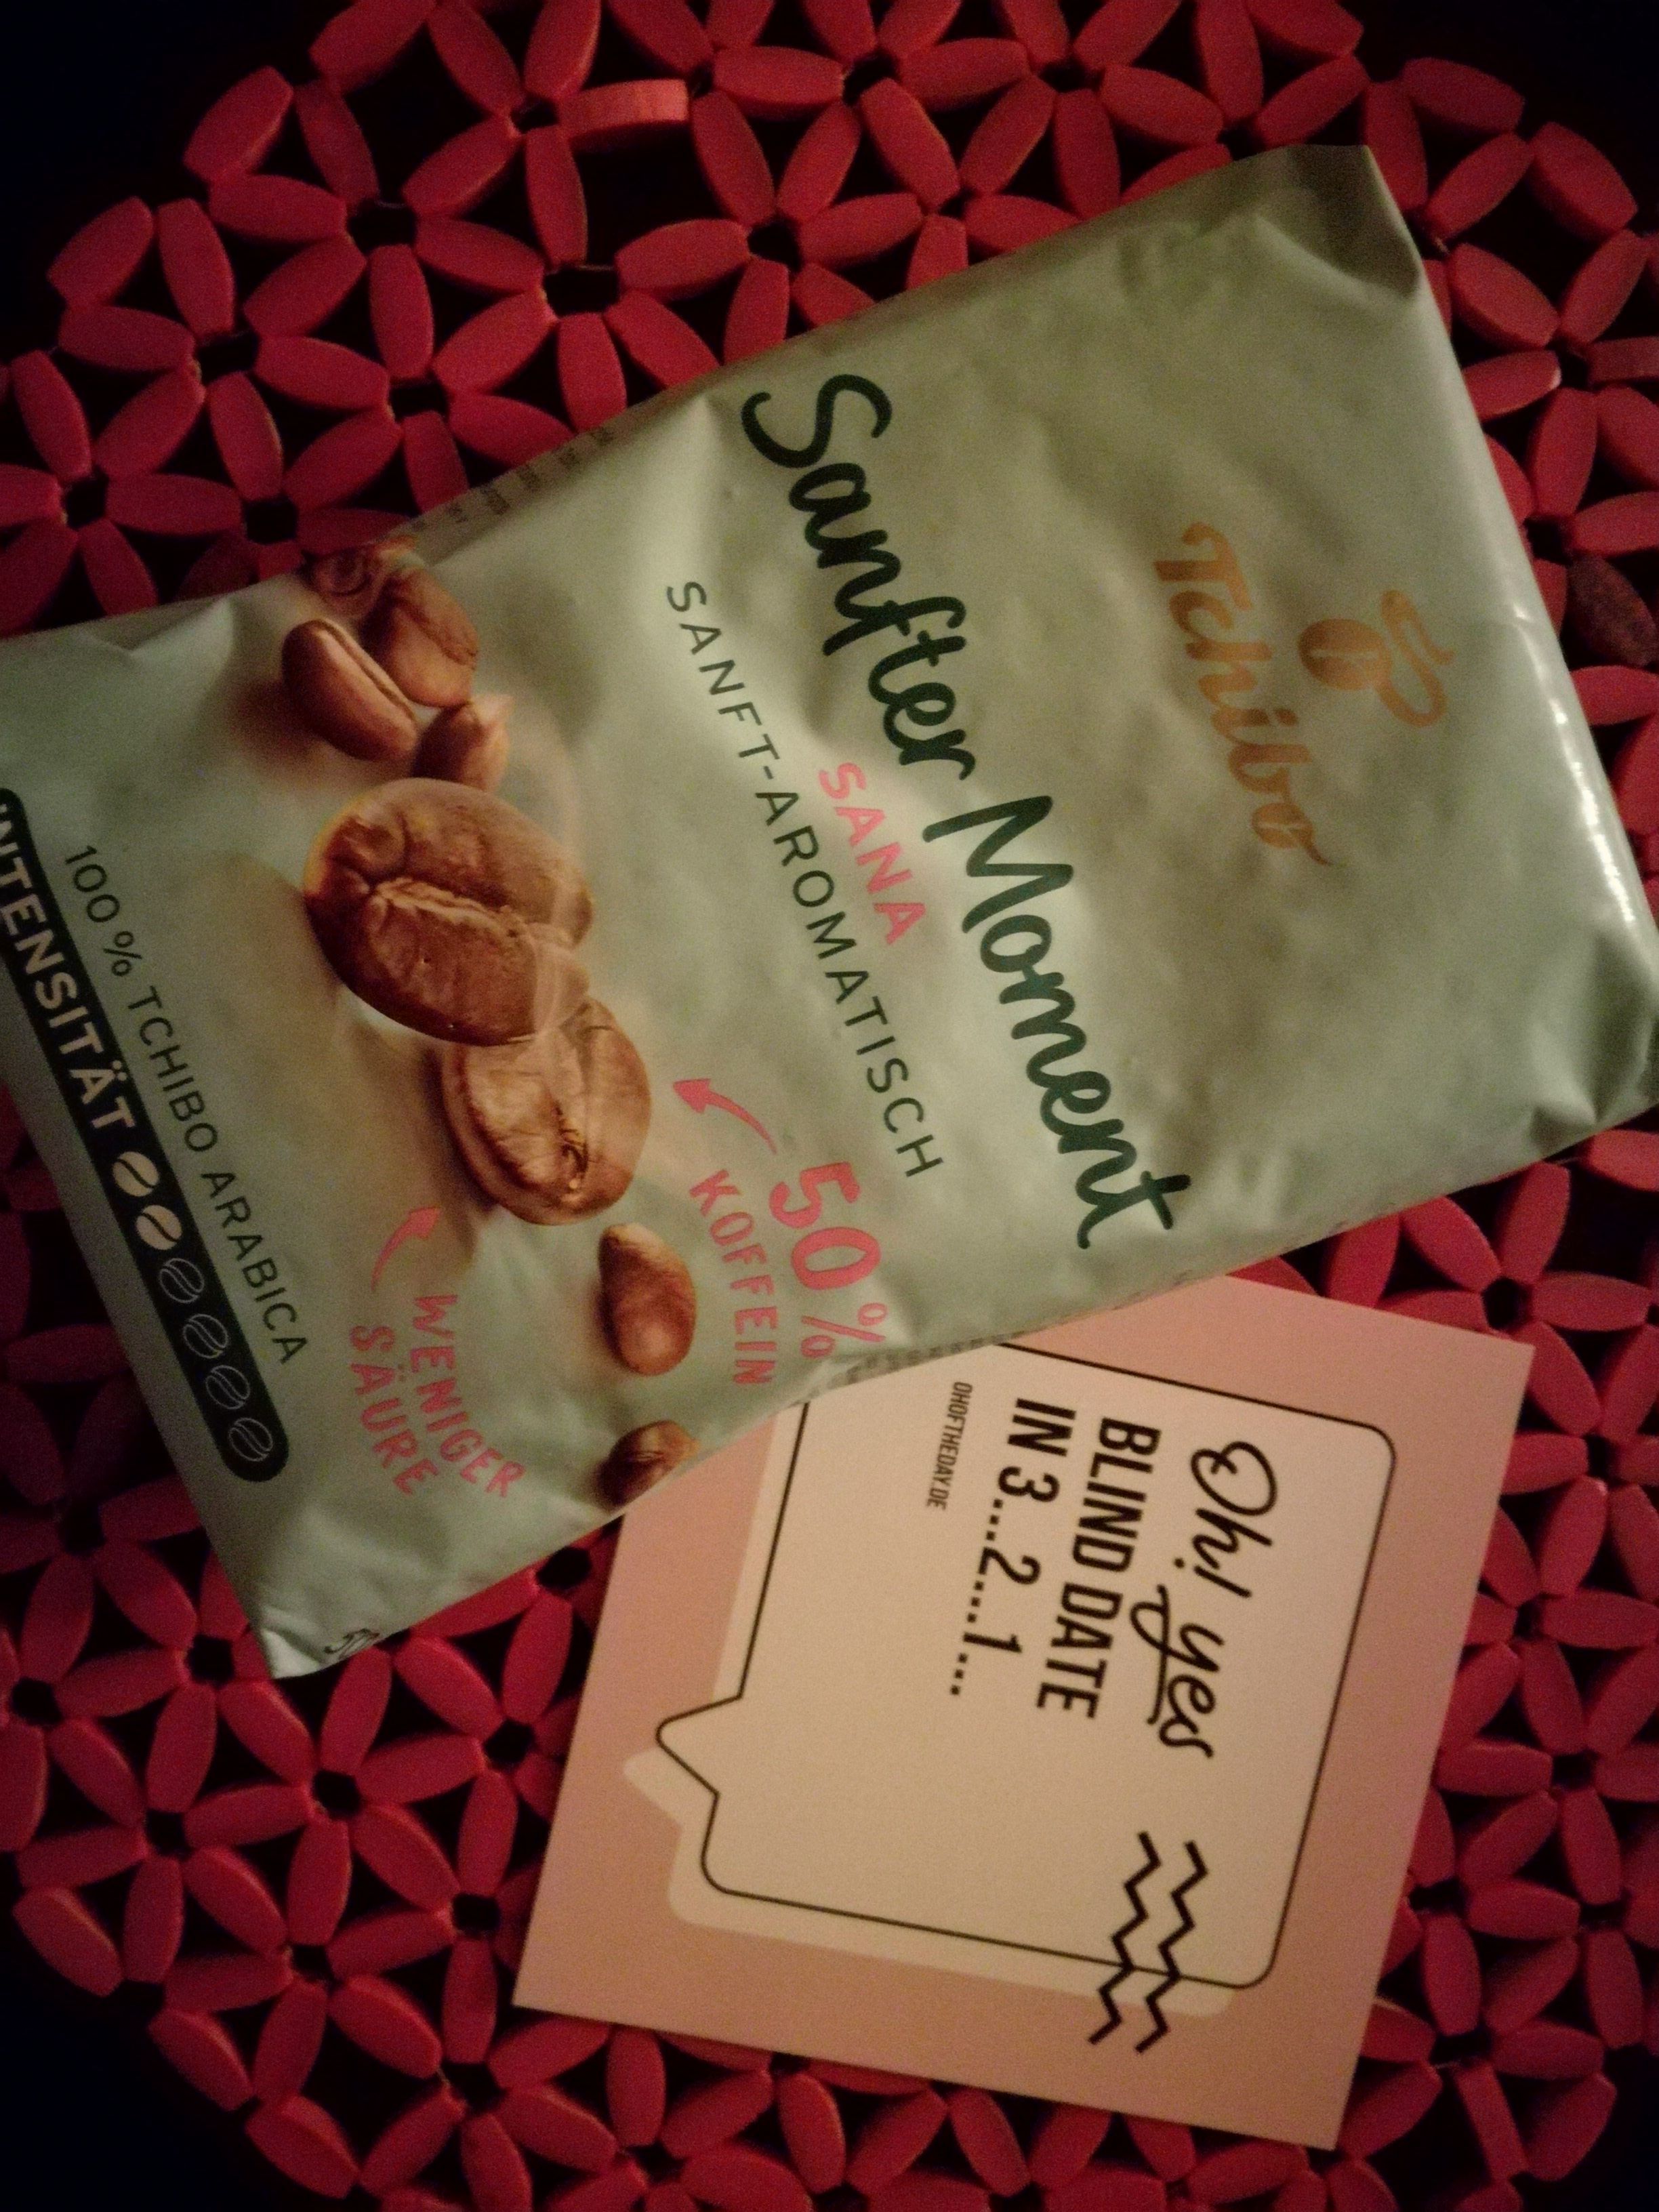 Tchibo
Sanfter Moment
SANA
SANFT-AROMATISCH
50 %
KOFFEIN
WENIGER
SÄURE
100 % TCHIBO ARABICA
INTENSITÄT
Oh! yes
BLIND DATE
IN 3...2...1...
OHOFTHEDAY.DE